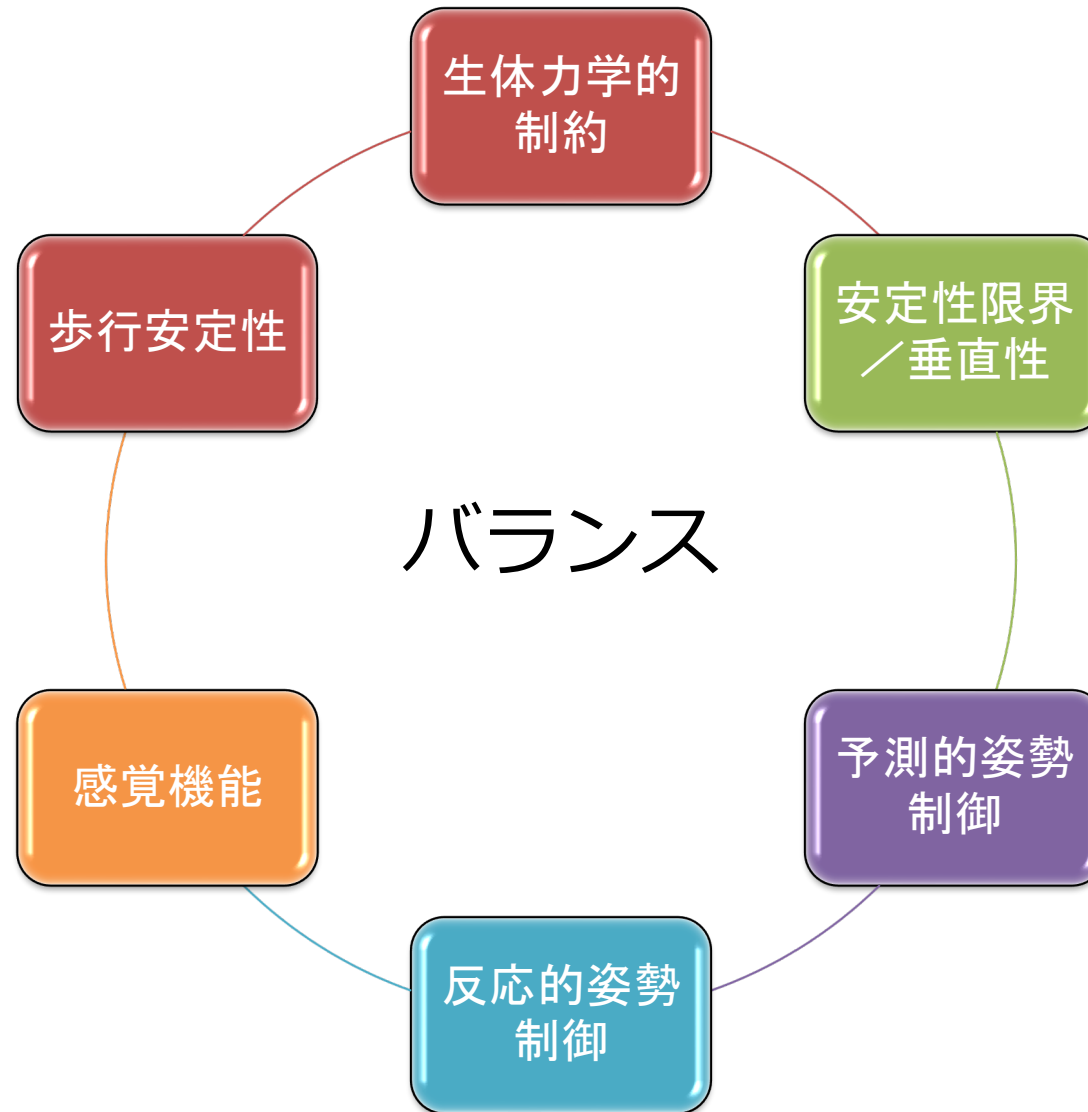 生体力学的
制約
安定性限界
／垂直性
予測的姿勢
制御
反応的姿勢
制御
感覚機能
歩行安定性
バランス